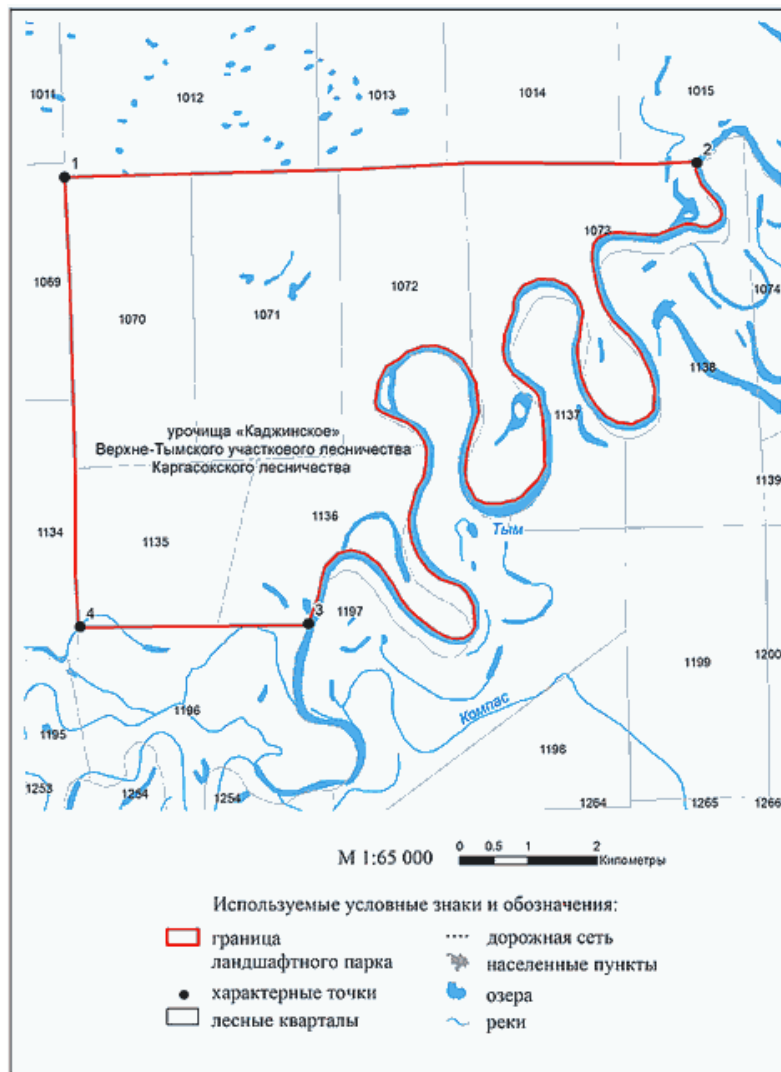 1011
1012
1013
1014
1015
1
2
1073
1069
1070
1071
1072
1074
1138
1137
урочища «Каджинское»
Верхне-Тымского участкового лесничества
Каргасокского лесничества
1139
1134
1135
1136
Тым
4
3
1197
1200
1199
1195
1196
Компас
1198
1253
1254
1254
1264
1265
1266
М 1:65 000
0 0.5 1 2
Километры
Используемые условные знаки и обозначения:
граница
ландшафтного парка
характерные точки
лесные кварталы
дорожная сеть
населенные пункты
озера
реки